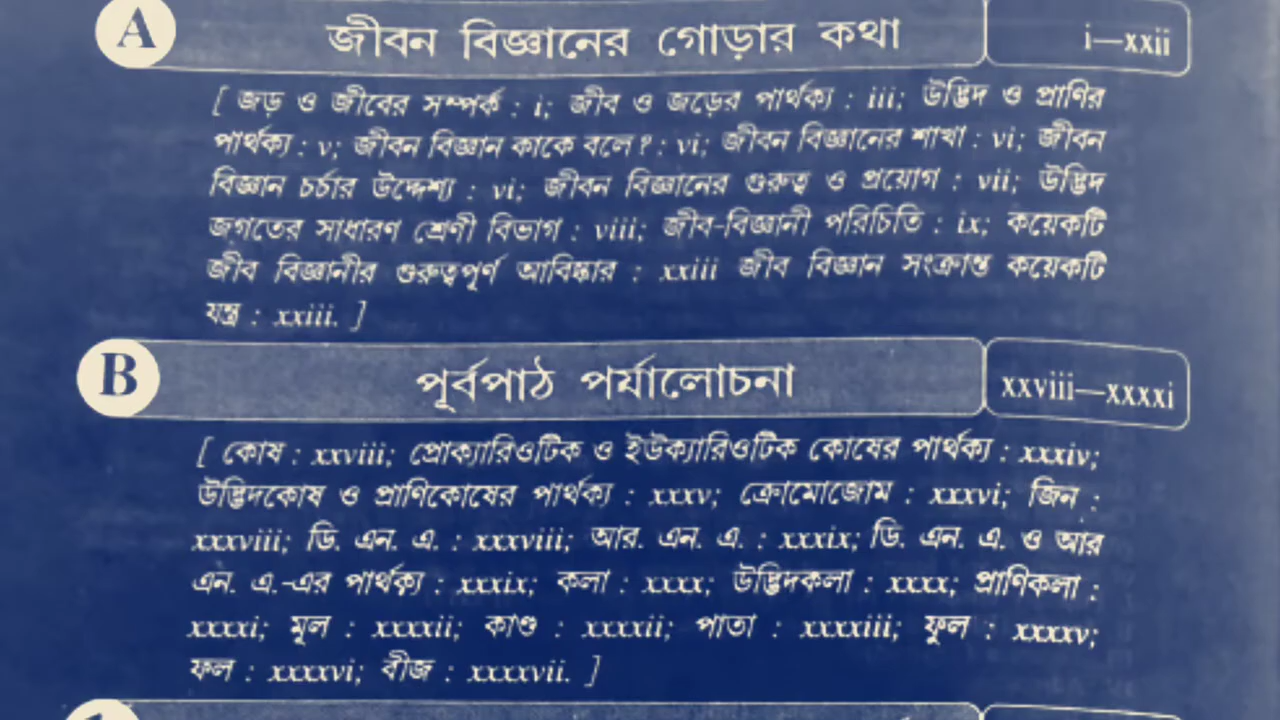 A জীবন বিজ্ঞানের গোড়ার কথা i—xxii
[ জড় ও জীবের সম্পর্ক : i; জীব ও জড়ের পার্থক্য : iii; উদ্ভিদ ও প্রাণির
পার্থক্য : v; জীবন বিজ্ঞান কাকে বলে ? : vi; জীবন বিজ্ঞানের শাখা : vi; জীবন
বিজ্ঞান চর্চার উদ্দেশ্য : vi; জীবন বিজ্ঞানের গুরুত্ব ও প্রয়োগ : vii; উদ্ভিদ
জগতের সাধারণ শ্রেণী বিভাগ : viii; জীব-বিজ্ঞানী পরিচিতি : ix; কয়েকটি
জীব বিজ্ঞানীর গুরুত্বপূর্ণ আবিষ্কার : xxiii জীব বিজ্ঞান সংক্রান্ত কয়েকটি
যন্ত্র : xxiii. ]
B পূর্বপাঠ পর্যালোচনা xxviii—xxxxi
[ কোষ : xxviii; প্রোক্যারিওটিক ও ইউক্যারিওটিক কোষের পার্থক্য : xxxiv;
উদ্ভিদকোষ ও প্রাণিকোষের পার্থক্য : xxxv; ক্রোমোজোম : xxxvi; জিন :
xxxviii; ডি. এন. এ. : xxxviii; আর. এন. এ. : xxxix; ডি. এন. এ. ও আর
এন. এ.-এর পার্থক্য : xxxix; কলা : xxxx; উদ্ভিদকলা : xxxx; প্রাণিকলা :
xxxxi; মূল : xxxxii; কাণ্ড : xxxxii; পাতা : xxxxiii; ফুল : xxxxv;
ফল : xxxxvi; বীজ : xxxxvii. ]